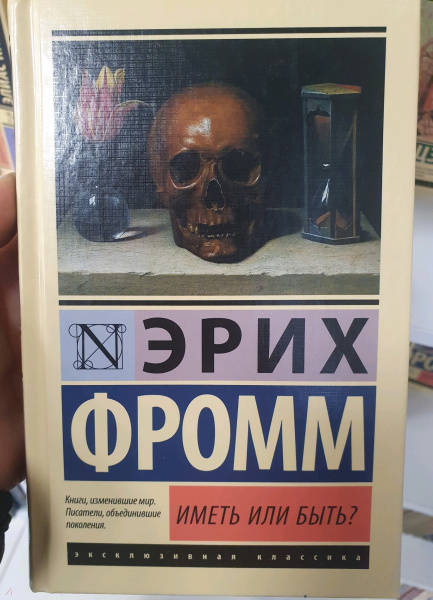 N
ЭРИХ
ФРОММ
Книги, изменившие мир.
Писатели, объединившие
поколения.
ИМЕТЬ ИЛИ БЫТЬ?
эксклюзивная классика